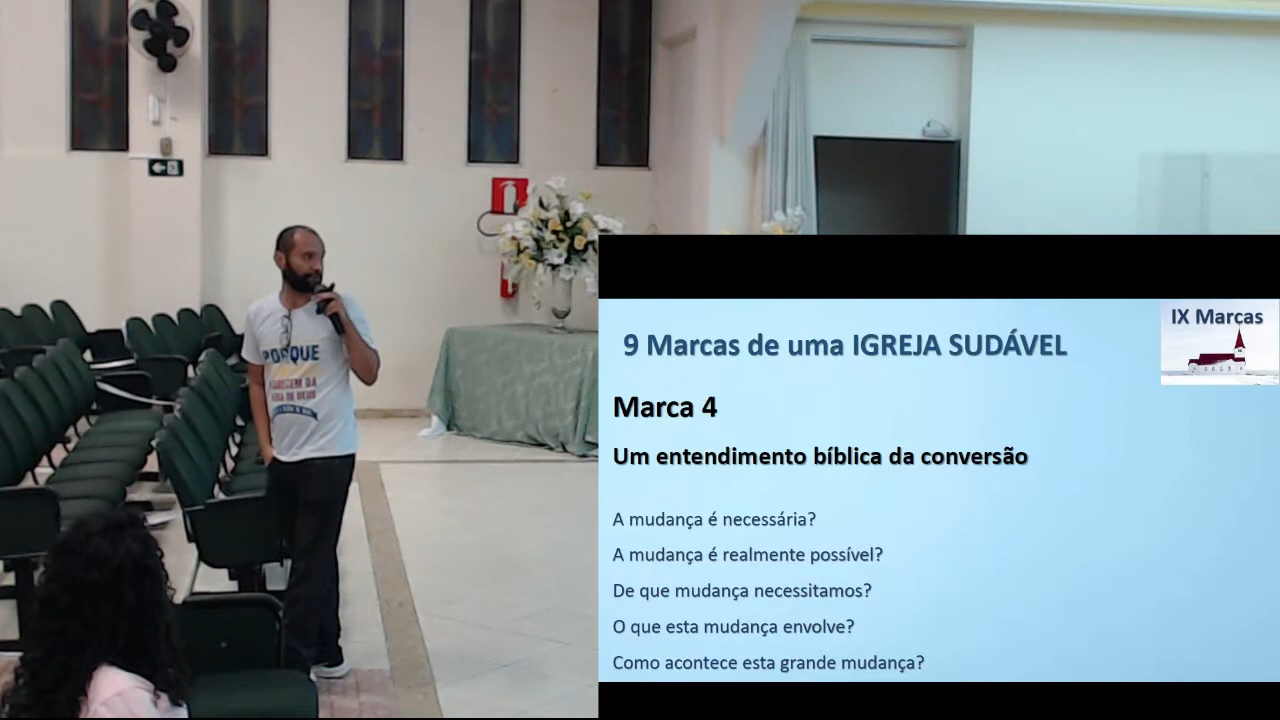 PORQUE
DA
IX Marcas
9 Marcas de uma IGREJA SUDÁVEL
Marca 4
Um entendimento bíblica da conversão
A mudança é necessária?
A mudança é realmente possível?
De que mudança necessitamos?
O que esta mudança envolve?
Como acontece esta grande mudança?